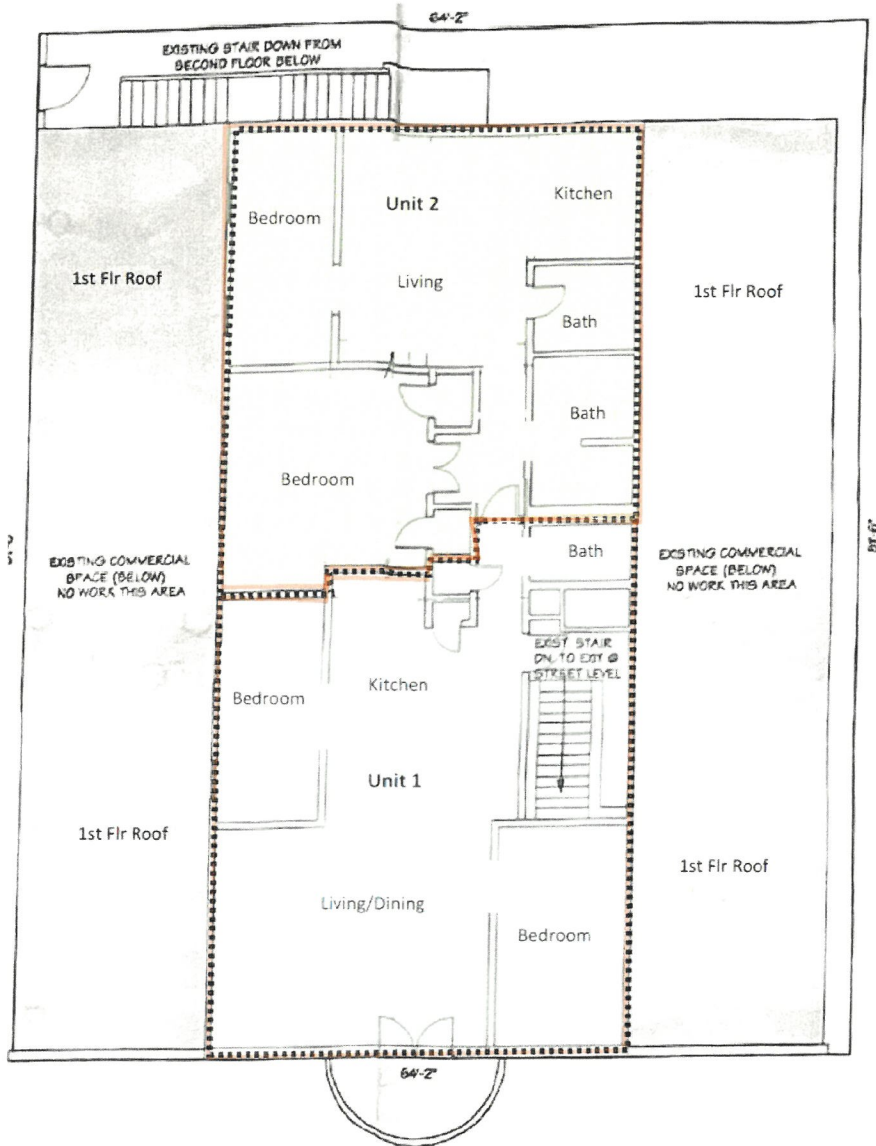 64'-2"
EXISTING STAIR DOWN FROM
SECOND FLOOR BELOW
Bedroom
Unit 2
Kitchen
1st Flr Roof
Living
1st Flr Roof
Bath
Bath
Bedroom
EXISTING COMMERCIAL
SPACE (BELOW)
NO WORK THIS AREA
Bath
EXISTING COMMERCIAL
SPACE (BELOW)
NO WORK THIS AREA
EXIST STAIR
DN. TO EXIT @
STREET LEVEL
Bedroom
Kitchen
Unit 1
1st Flr Roof
1st Flr Roof
Living/Dining
Bedroom
64'-2"